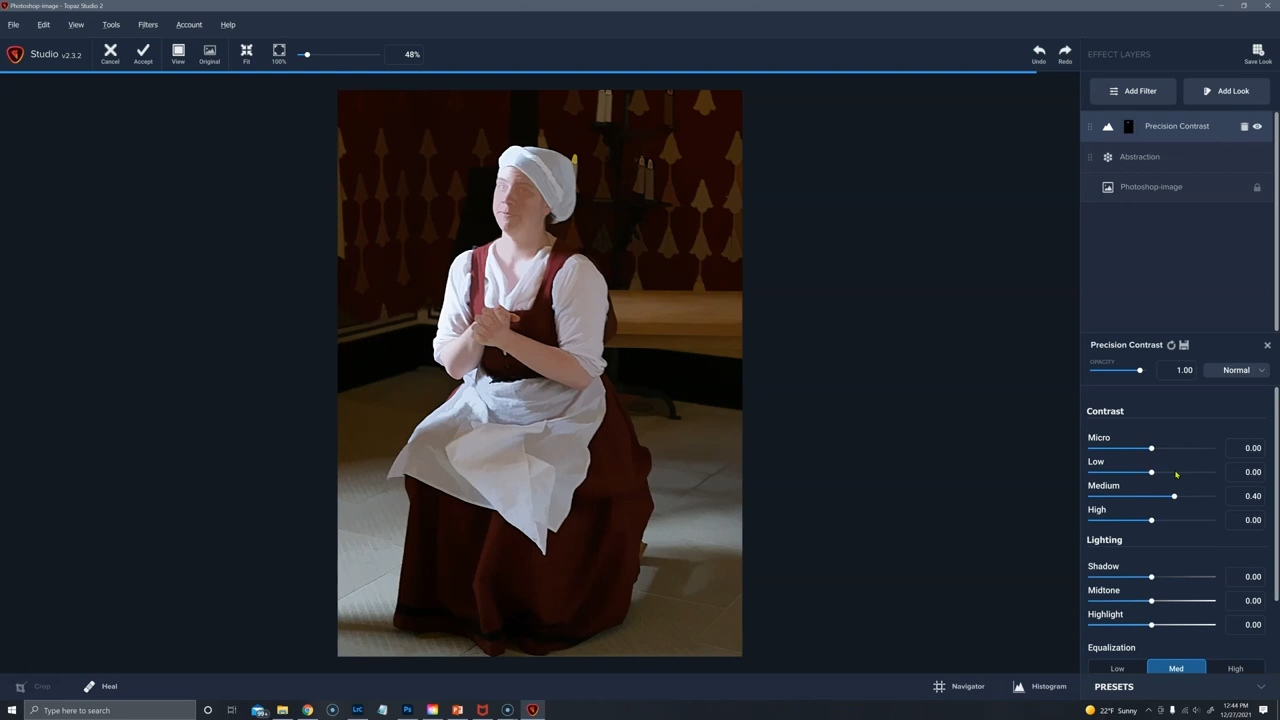 Photoshop-image - Topaz Studio 2
File Edit View Tools Filters Account Help
Studio v2.3.2
Cancel Accept View Original Fit 100% 48% Undo Redo
EFFECT LAYERS Save Look
Add Filter Add Look
Precision Contrast
Abstraction
Photoshop-image
Precision Contrast
OPACITY 1.00 Normal
Contrast
Micro 0.00
Low 0.00
Medium 0.40
High 0.00
Lighting
Shadow 0.00
Midtone 0.00
Highlight 0.00
Equalization
Low Med High
Crop Heal Navigator Histogram PRESETS
Type here to search
99+
LrC
Ps
22°F Sunny
12:44 PM
12/27/2021